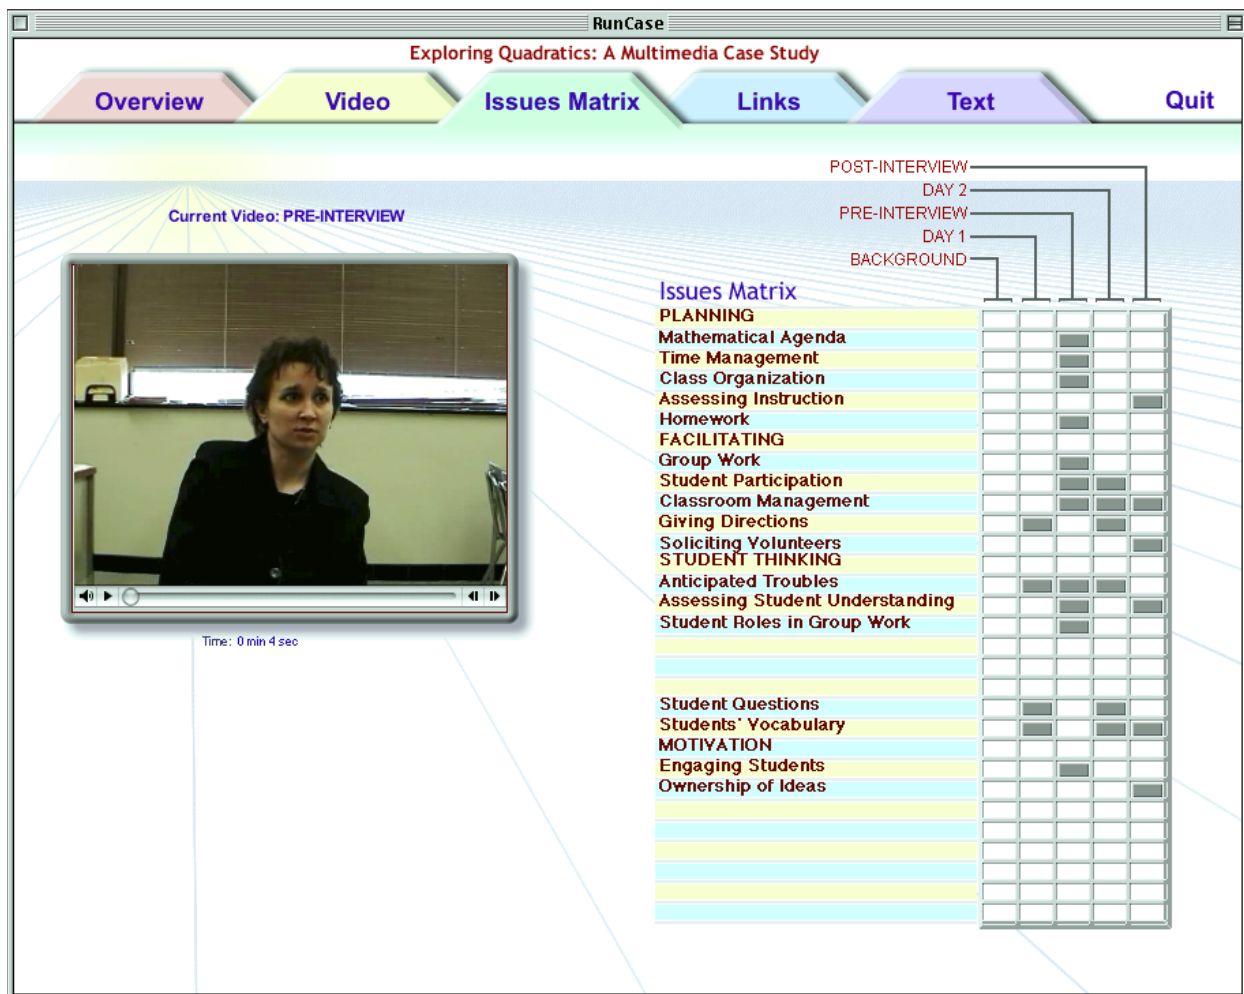 RunCase
Exploring Quadratics: A Multimedia Case Study
Overview Video Issues Matrix Links Text Quit
Current Video: PRE-INTERVIEW
Time: 0 min 4 sec
POST-INTERVIEW
DAY 2
PRE-INTERVIEW
DAY 1
BACKGROUND
Issues Matrix
PLANNING
Mathematical Agenda
Time Management
Class Organization
Assessing Instruction
Homework
FACILITATING
Group Work
Student Participation
Classroom Management
Giving Directions
Soliciting Volunteers
STUDENT THINKING
Anticipated Troubles
Assessing Student Understanding
Student Roles in Group Work
Student Questions
Students' Vocabulary
MOTIVATION
Engaging Students
Ownership of Ideas